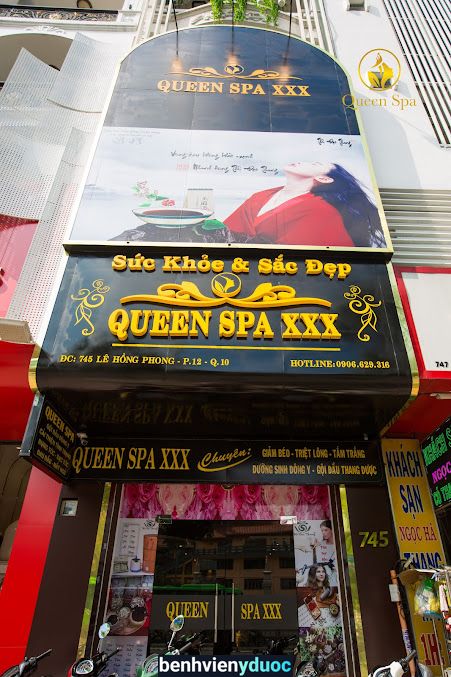 QUEEN SPA XXX
Queen Spa
Sức Khỏe & Sắc Đẹp
QUEEN SPA XXX
ĐC: 745 LÊ HỒNG PHONG - P.12 - Q.10
HOTLINE:0906.629.316
747
QUEEN SPA XXX
Chuyên:
GIẢM BÉO - TRIỆT LÔNG - TẮM TRẮNG
DƯỠNG SINH ĐÔNG Y - GỘI ĐẦU THANG DƯỢC
KHÁCH
SẠN
NGỌC HÀ
745
QUEEN
SPA XXX
1H
benhvienyduoc